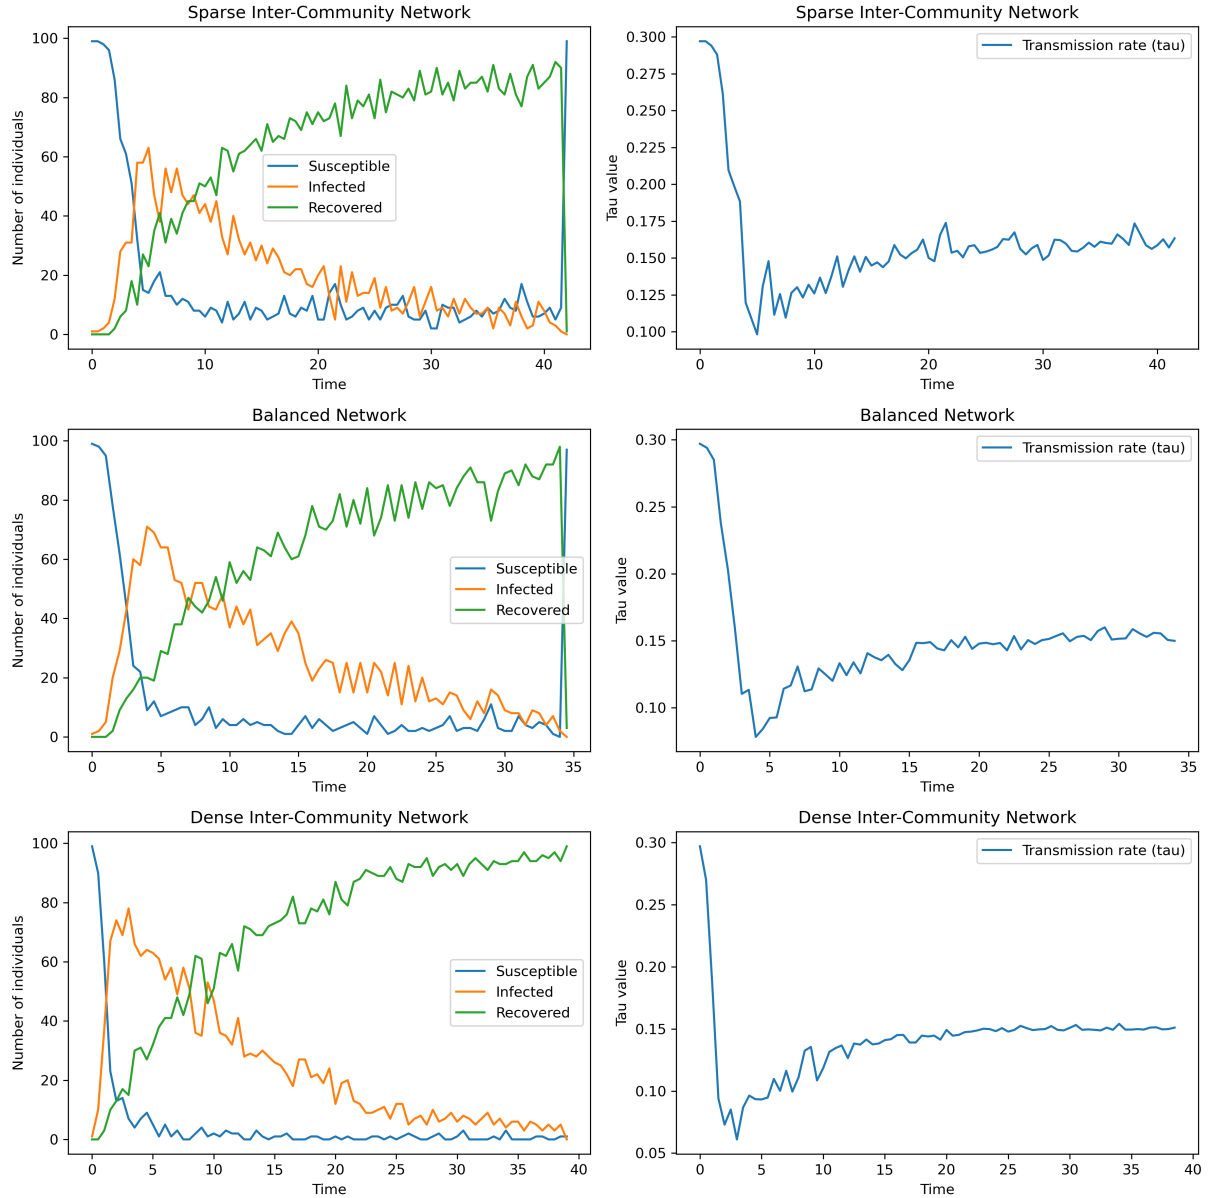 Sparse Inter-Community Network
Number of individuals
100
80
60
40
20
0
Susceptible
Infected
Recovered
0 10 20 30 40
Time
Sparse Inter-Community Network
Tau value
0.300
0.275
0.250
0.225
0.200
0.175
0.150
0.125
0.100
Transmission rate (tau)
0 10 20 30 40
Time
Balanced Network
Number of individuals
100
80
60
40
20
0
Susceptible
Infected
Recovered
0 5 10 15 20 25 30 35
Time
Balanced Network
Tau value
0.30
0.25
0.20
0.15
0.10
Transmission rate (tau)
0 5 10 15 20 25 30 35
Time
Dense Inter-Community Network
Number of individuals
100
80
60
40
20
0
Susceptible
Infected
Recovered
0 5 10 15 20 25 30 35 40
Time
Dense Inter-Community Network
Tau value
0.30
0.25
0.20
0.15
0.10
0.05
Transmission rate (tau)
0 5 10 15 20 25 30 35 40
Time